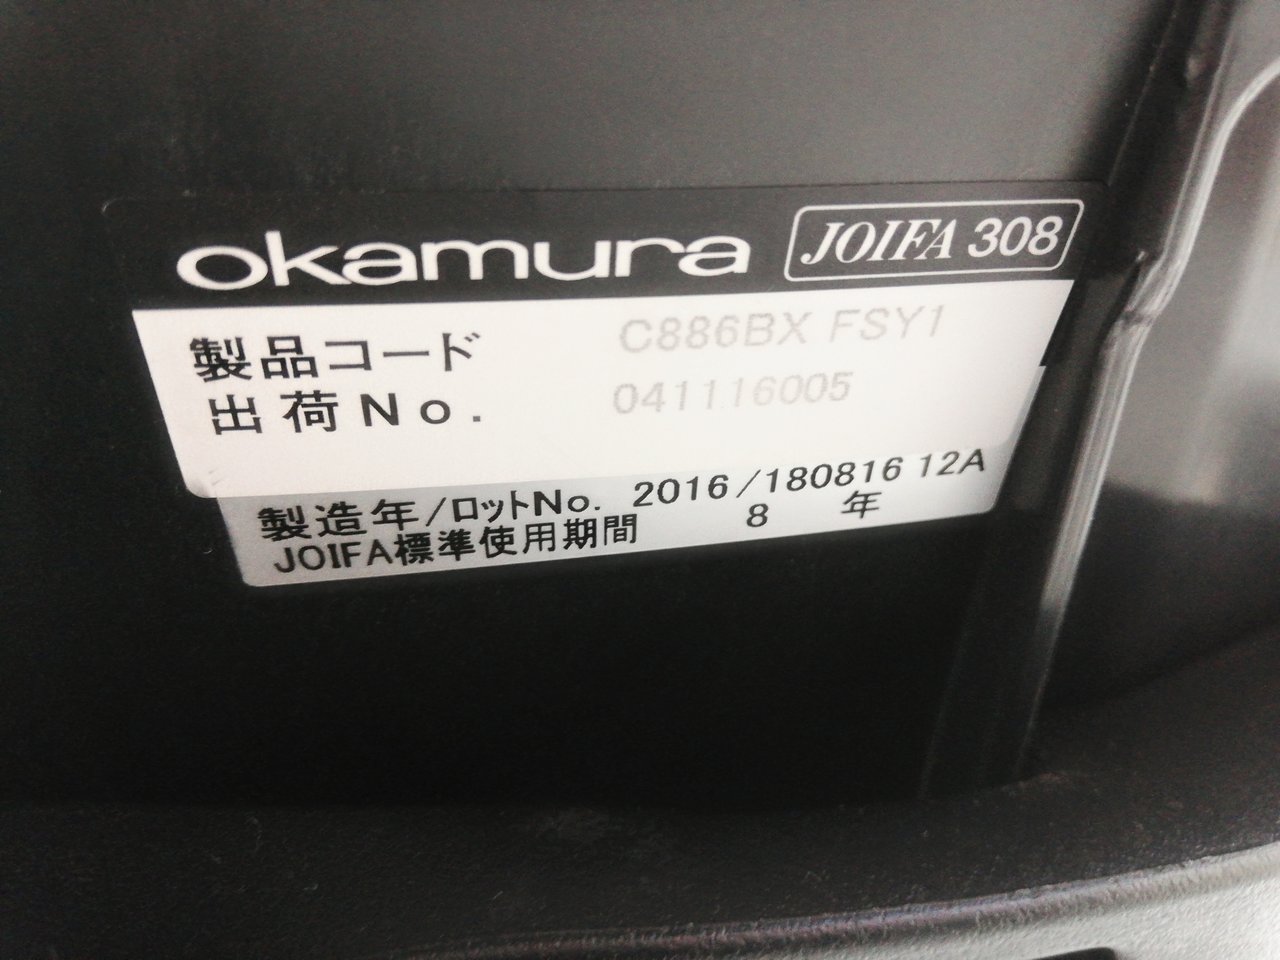 okamura JOIFA 308
製品コード C886BX FSY1
出荷No. 041116005
製造年/ロットNo. 2016/180816 12A
JOIFA標準使用期間 8 年